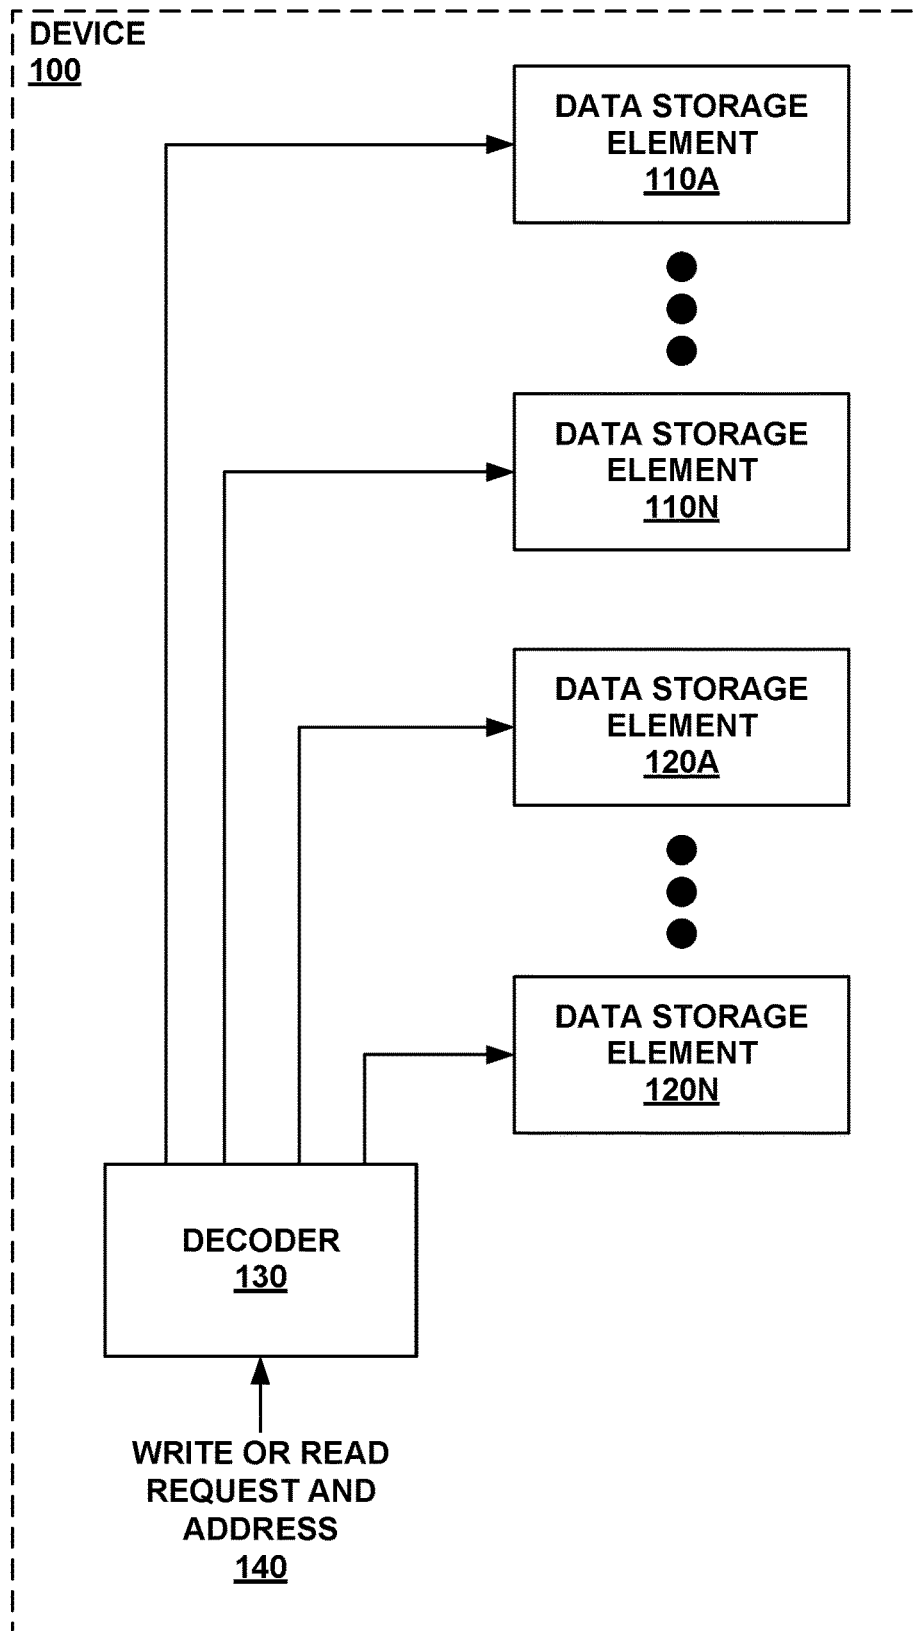 DEVICE
100
DATA STORAGE
ELEMENT
110A
DATA STORAGE
ELEMENT
110N
DATA STORAGE
ELEMENT
120A
DATA STORAGE
ELEMENT
120N
DECODER
130
WRITE OR READ
REQUEST AND
ADDRESS
140